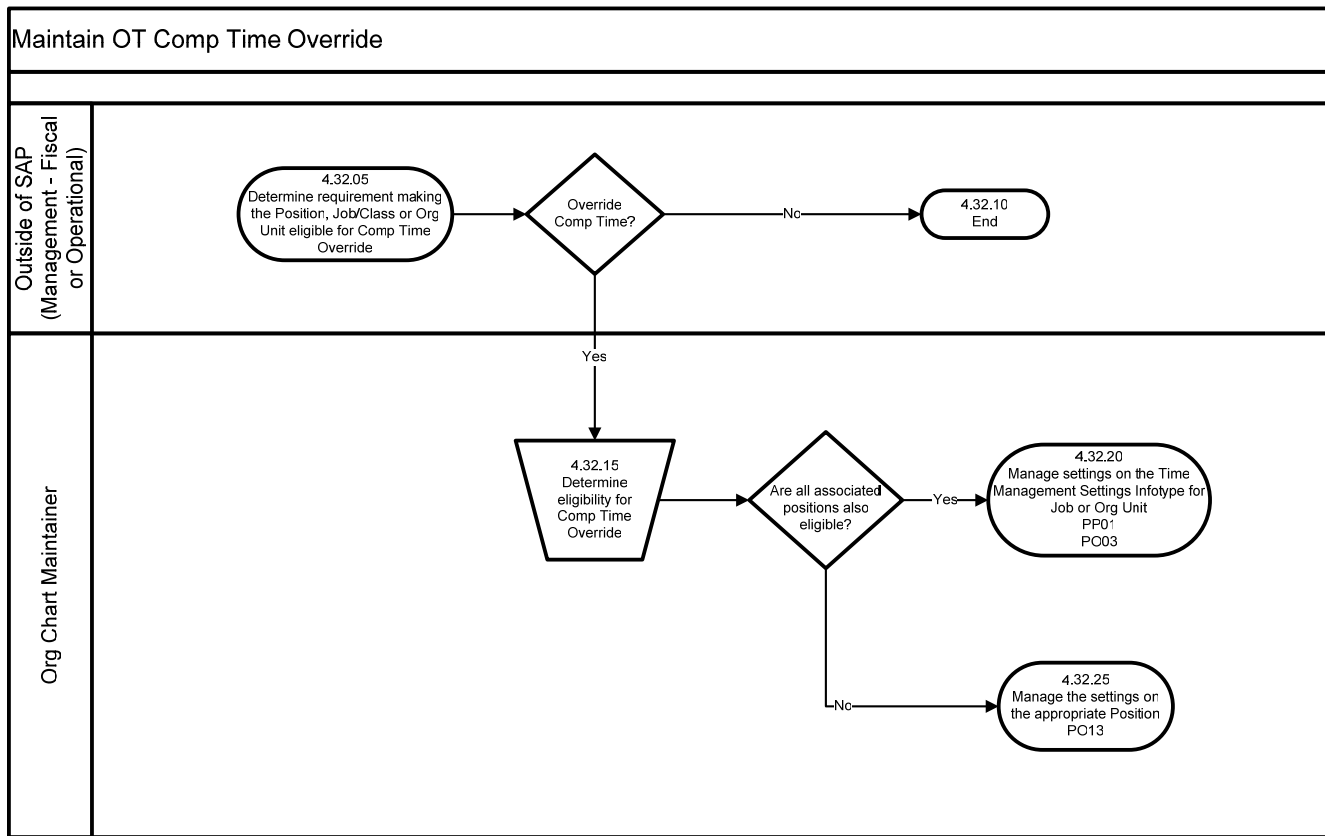 Maintain OT Comp Time Override
Outside of SAP
(Management - Fiscal
or Operational)
4.32.05
Determine requirement making
the Position, Job/Class or Org
Unit eligible for Comp Time
Override
Override
Comp Time?
No
4.32.10
End
Yes
Org Chart Maintainer
4.32.15
Determine
eligibility for
Comp Time
Override
Are all associated
positions also
eligible?
Yes
4.32.20
Manage settings on the Time
Management Settings Infotype for
Job or Org Unit
PP01
PO03
No
4.32.25
Manage the settings on
the appropriate Position
PO13